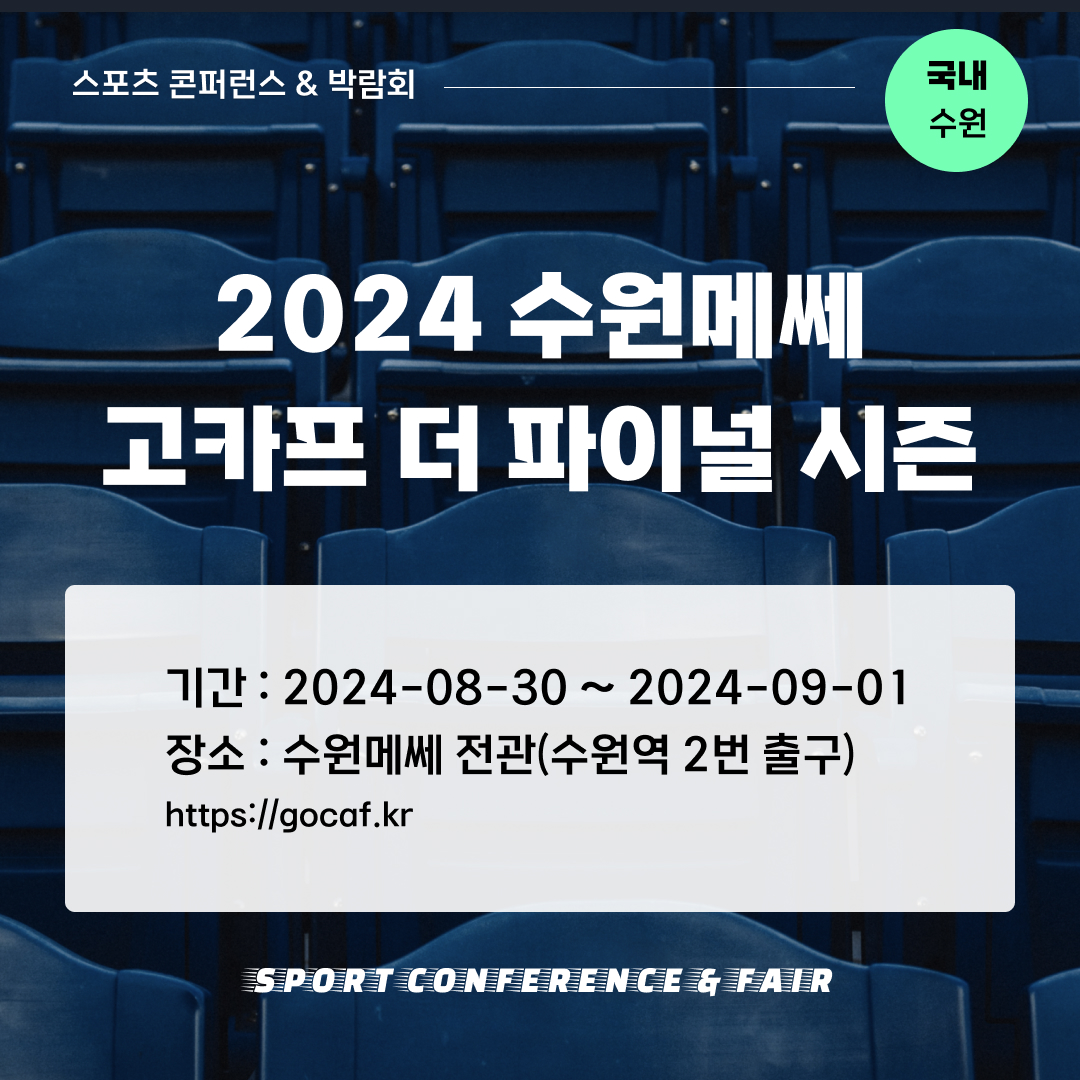 스포츠 콘퍼런스 & 박람회
국내
수원
2024 수원메쎄
고카프 더 파이널 시즌
기간 : 2024-08-30 ~ 2024-09-01
장소 : 수원메쎄 전관(수원역 2번 출구)
https://gocaf.kr
SPORT CONFERENCE & FAIR